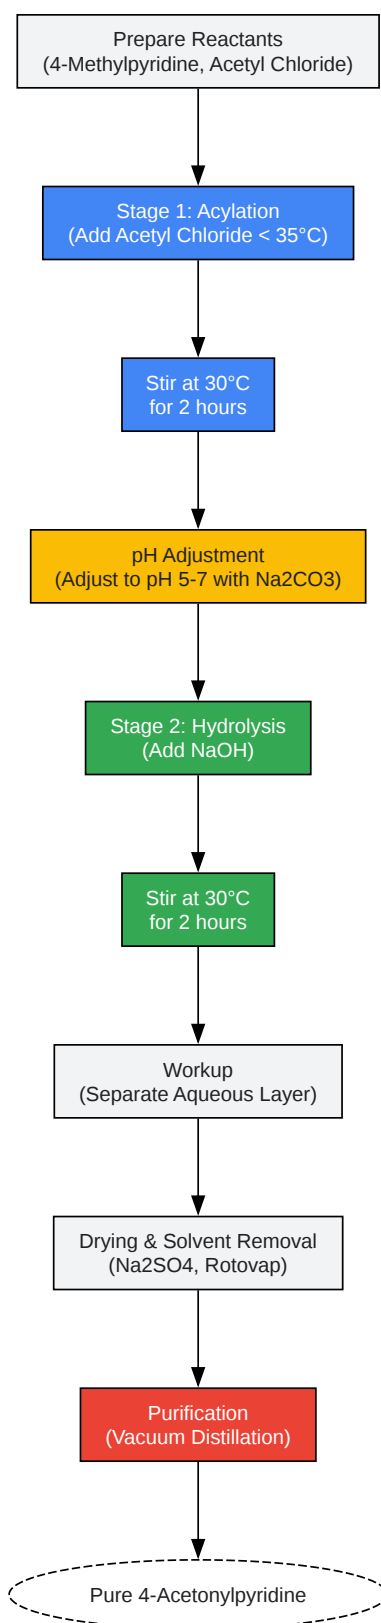 Prepare Reactants
(4-Methylpyridine, Acetyl Chloride)
Stage 1: Acylation
(Add Acetyl Chloride < 35°C)
Stir at 30°C
for 2 hours
pH Adjustment
(Adjust to pH 5-7 with Na2CO3)
Stage 2: Hydrolysis
(Add NaOH)
Stir at 30°C
for 2 hours
Workup
(Separate Aqueous Layer)
Drying & Solvent Removal
(Na2SO4, Rotovap)
Purification
(Vacuum Distillation)
Pure 4-Acetonylpyridine